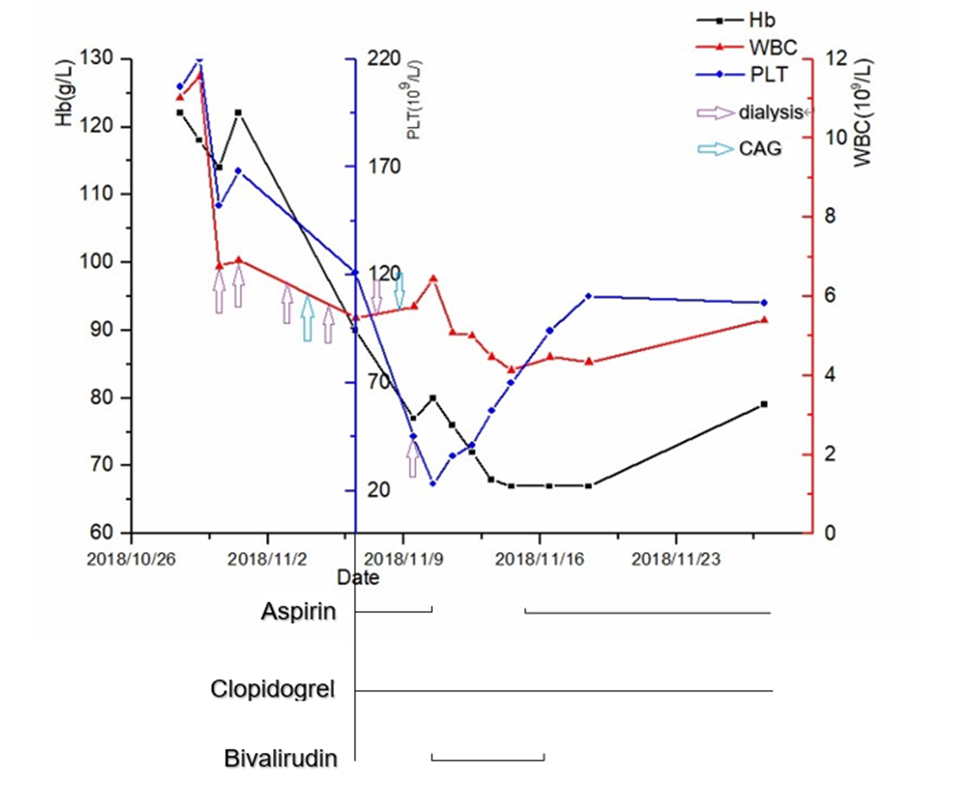 Hb
WBC
PLT
dialysis↵
CAG
Hb(g/L)
130
120
110
100
90
80
70
60
PLT(10⁹/L/)
220
170
120
70
20
WBC(10⁹/L)
12
10
8
6
4
2
0
2018/10/26
2018/11/2
2018/11/9
2018/11/16
2018/11/23
Date
Aspirin
Clopidogrel
Bivalirudin